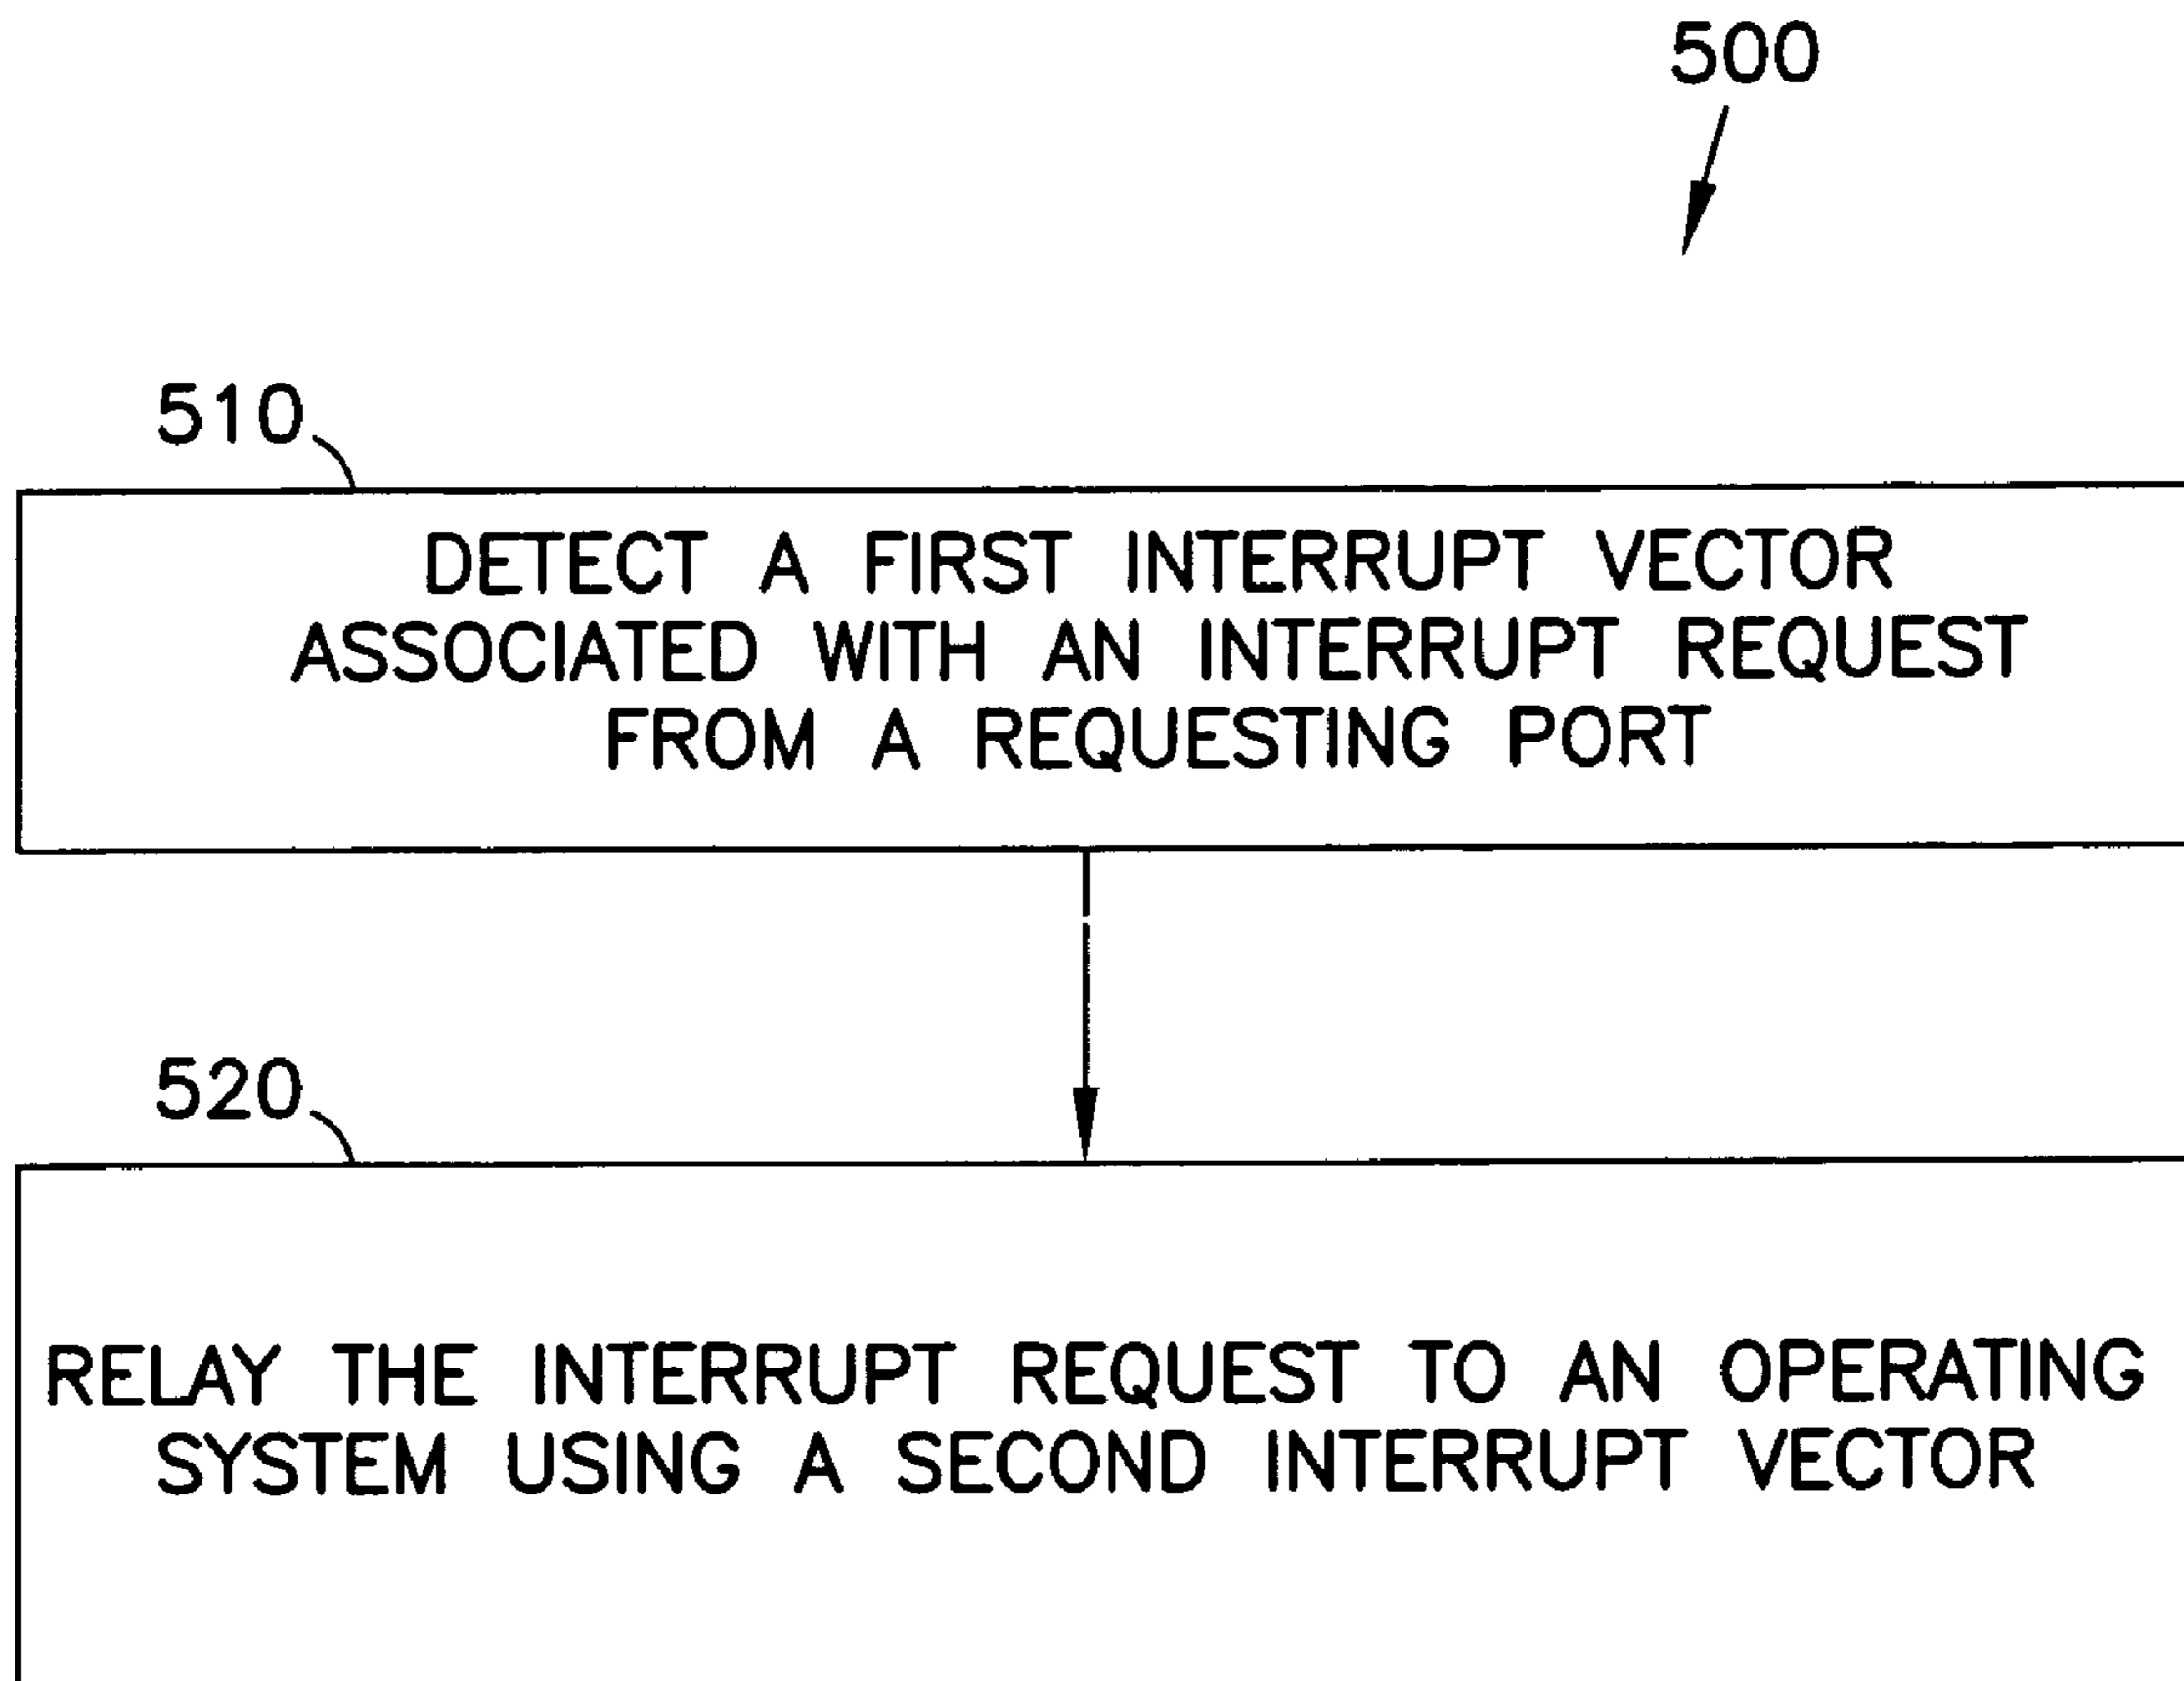 500
510
DETECT A FIRST INTERRUPT VECTOR
ASSOCIATED WITH AN INTERRUPT REQUEST
FROM A REQUESTING PORT
520
RELAY THE INTERRUPT REQUEST TO AN OPERATING
SYSTEM USING A SECOND INTERRUPT VECTOR